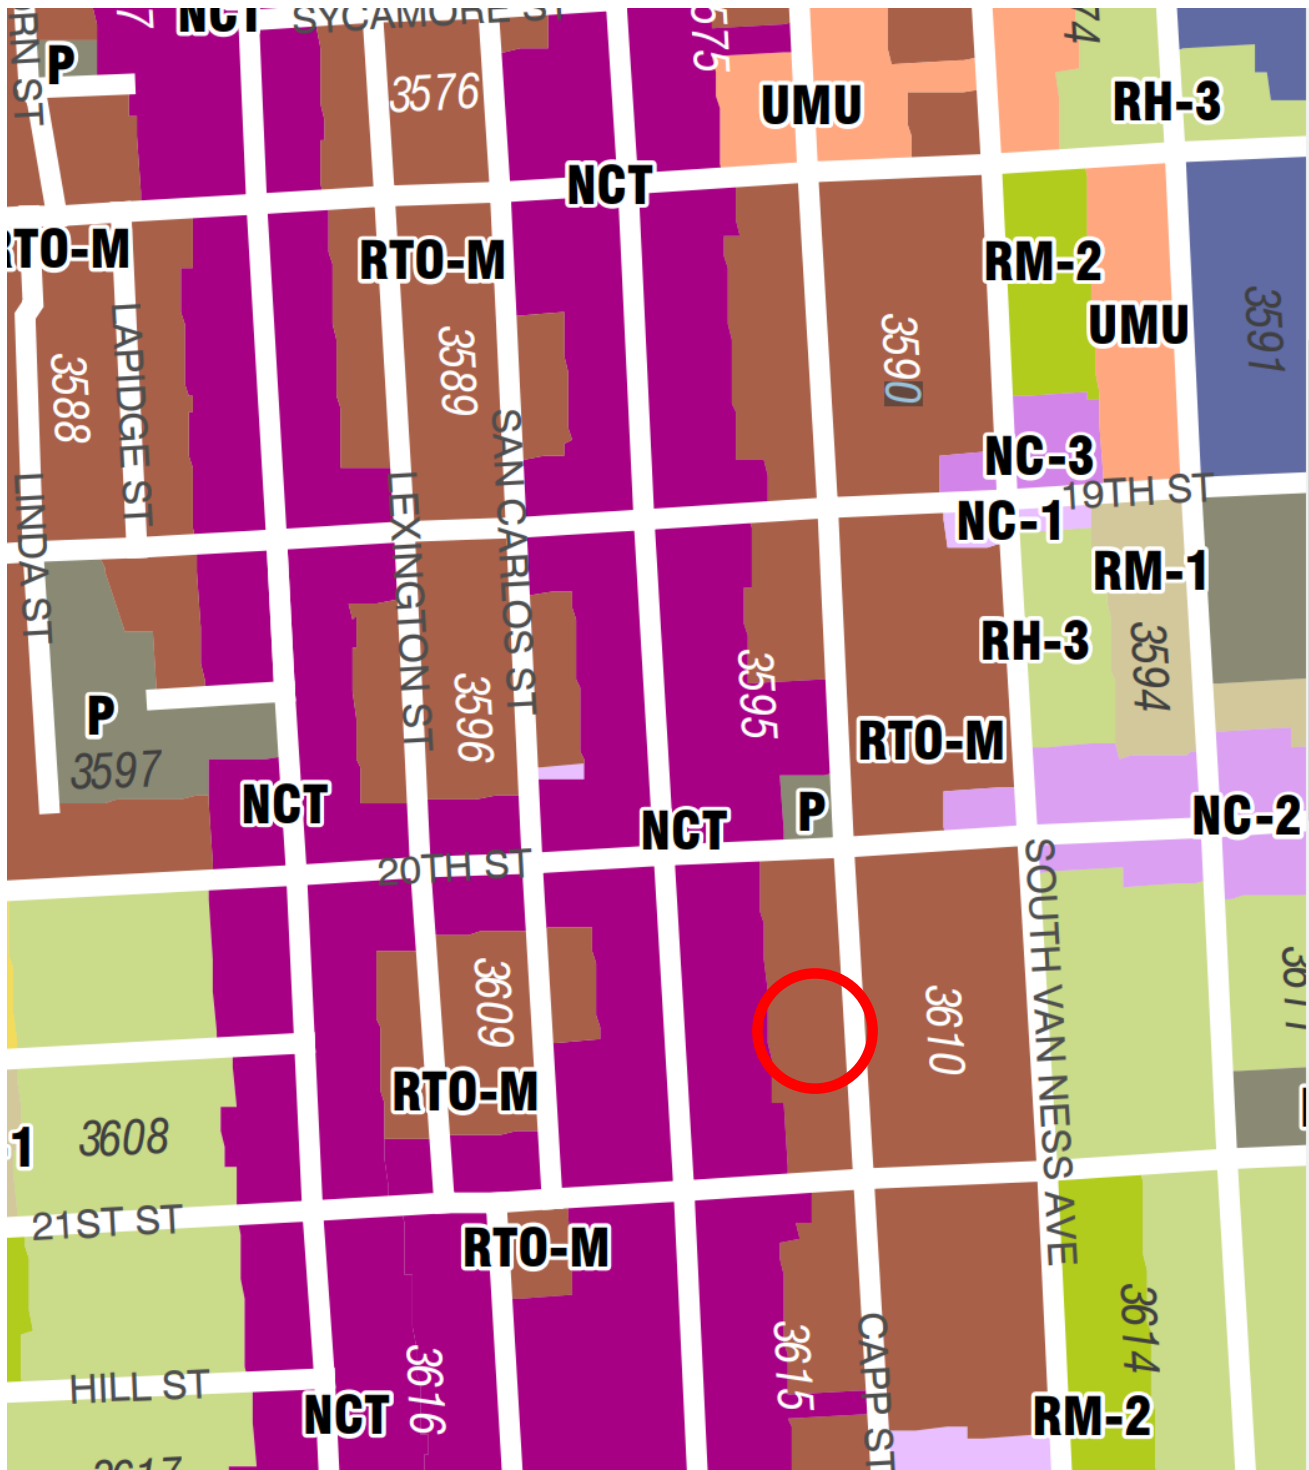 NCT
SYCAMORE ST
P
3576
UMU
RH-3
NCT
RTO-M
RTO-M
RM-2
UMU
3591
3590
3589
3588
LAPIDGE ST
SAN CARLOS ST
LEXINGTON ST
LINDA ST
NC-3
19TH ST
NC-1
RM-1
RH-3
3594
3595
3596
P
3597
RTO-M
NCT
P
NCT
NC-2
20TH ST
SOUTH VAN NESS AVE
3609
3610
RTO-M
3608
21ST ST
RTO-M
3614
3615
3616
CAPP ST
HILL ST
NCT
RM-2